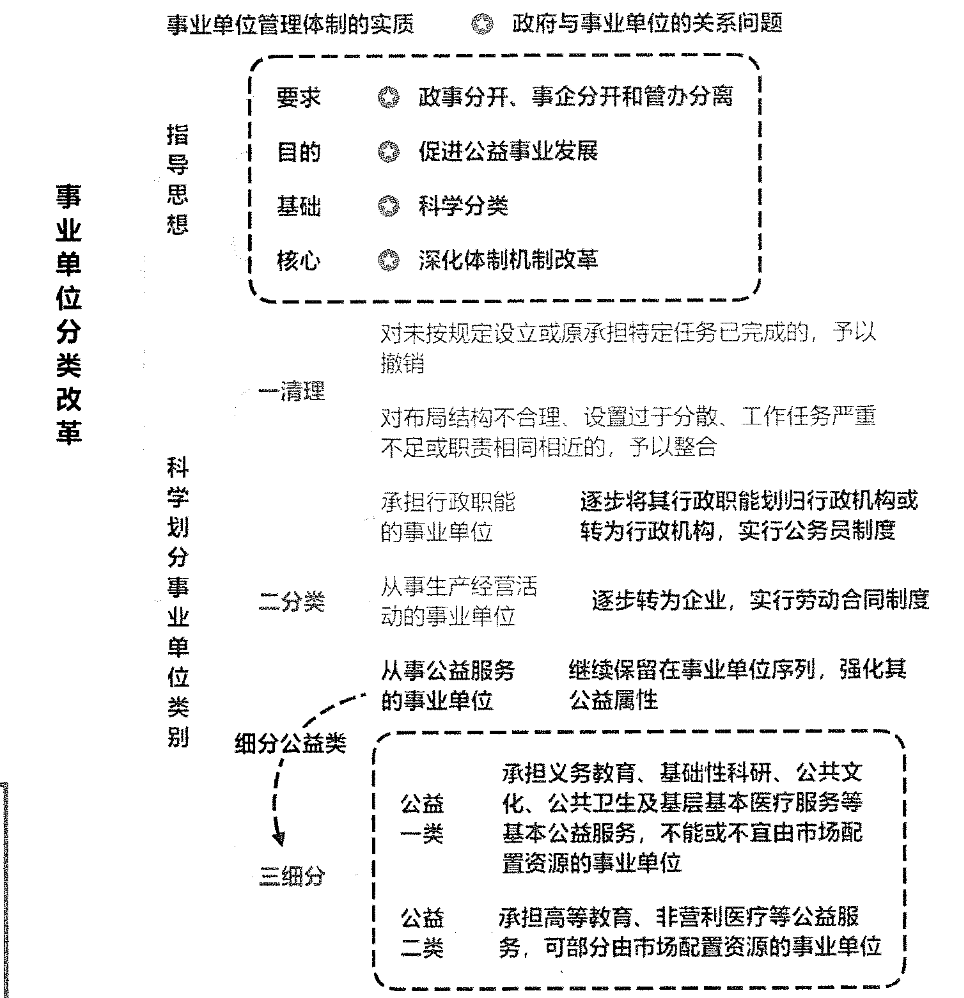 事业单位管理体制的实质 政府与事业单位的关系问题
事业单位分类改革
指导思想
要求 政事分开、事企分开和管办分离
目的 促进公益事业发展
基础 科学分类
核心 深化体制机制改革
科学划分事业单位类别
一清理
对未按规定设立或原承担特定任务已完成的，予以
撤销
对布局结构不合理、设置过于分散、工作任务严重
不足或职责相同相近的，予以整合
二分类
承担行政职能
的事业单位
逐步将其行政职能划归行政机构或
转为行政机构，实行公务员制度
从事生产经营活
动的事业单位
逐步转为企业，实行劳动合同制度
从事公益服务
的事业单位
继续保留在事业单位序列，强化其
公益属性
细分公益类
三细分
公益
一类
承担义务教育、基础性科研、公共文
化、公共卫生及基层基本医疗服务等
基本公益服务，不能或不宜由市场配
置资源的事业单位
公益
二类
承担高等教育、非营利医疗等公益服
务，可部分由市场配置资源的事业单位